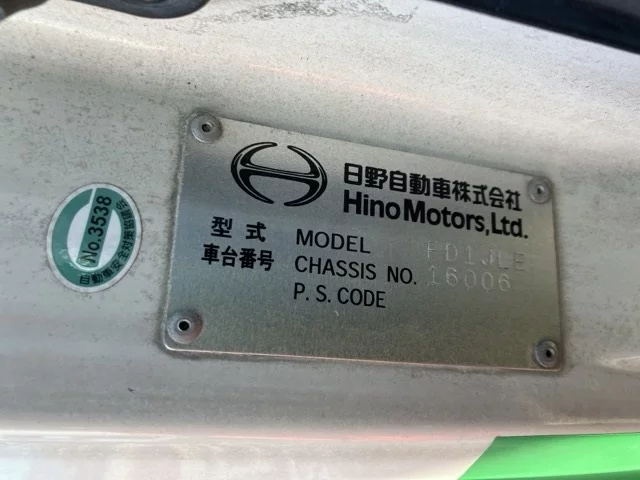 日野自動車株式会社
Hino Motors, Ltd.
型式 MODEL FD1JLE
車台番号 CHASSIS NO. 16006
P.S.CODE
No.3538